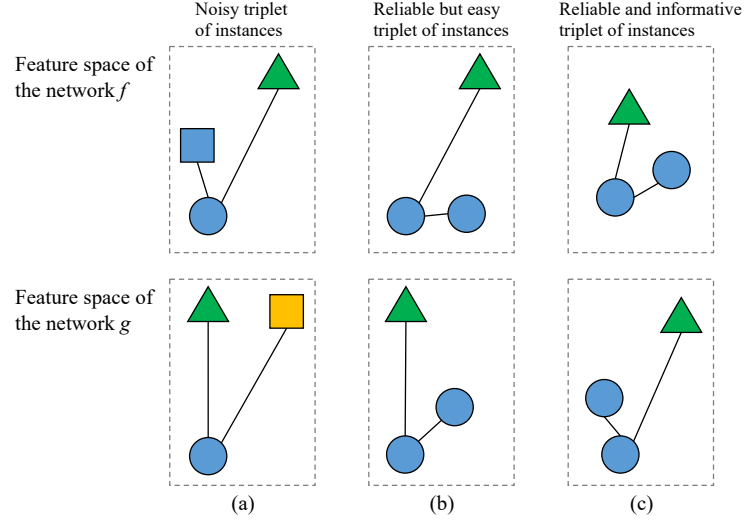 Noisy triplet
of instances
Reliable but easy
triplet of instances
Reliable and informative
triplet of instances
Feature space of
the network f
Feature space of
the network g
(a)
(b)
(c)